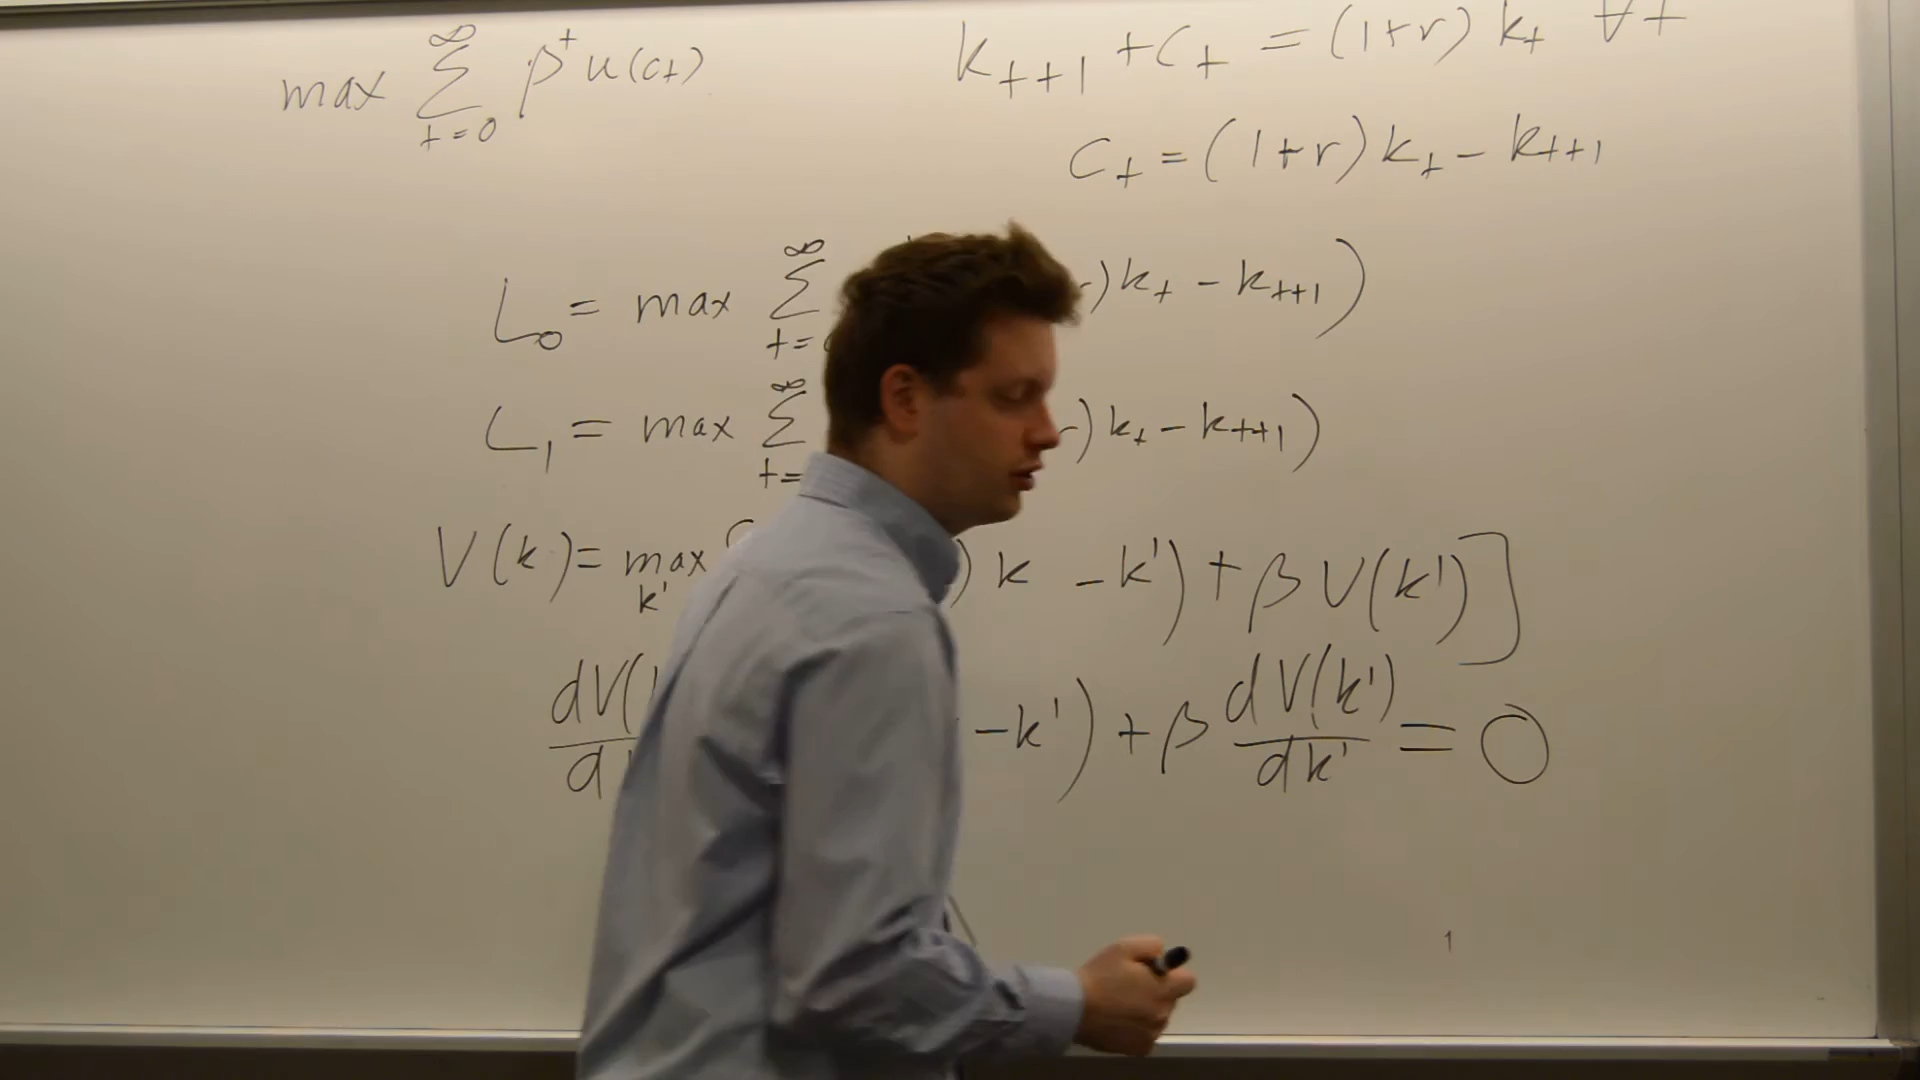 max ∑ t=0 ∞ β^t u(c_t)
k_{t+1} + c_t = (1+r) k_t ∀t
c_t = (1+r) k_t - k_{t+1}
L_0 = max ∑ t= ∞ ) k_t - k_{t+1} )
L_1 = max ∑ t= ∞ ) k_t - k_{t+1} )
V(k) = max k' ) k - k') + β V(k') ]
dV( / d - k') + β dV(k') / dk' = 0
1